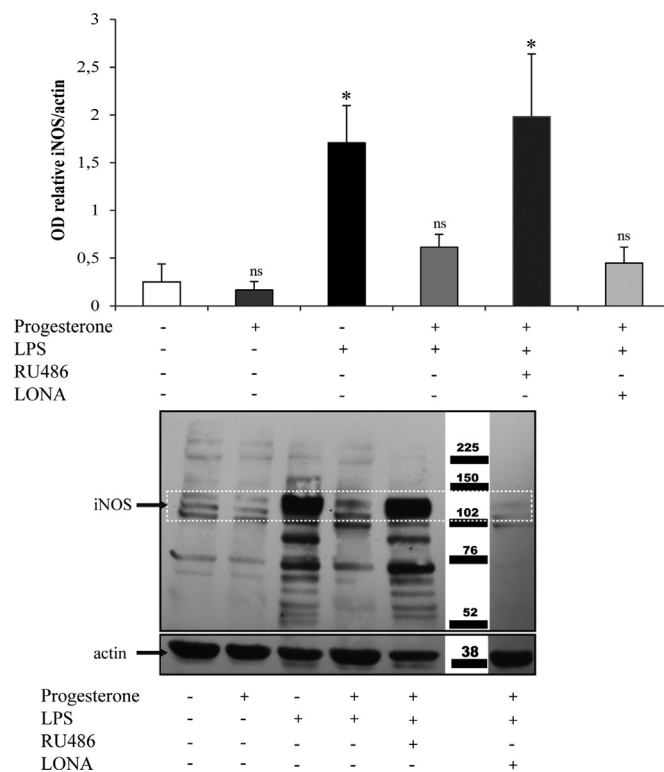 OD relative iNOS/actin
3
2,5
2
1,5
1
0,5
0
ns
*
ns
*
ns
Progesterone - + - + + +
LPS - - + + + +
RU486 - - - - + -
LONA - - - - - +
225
150
iNOS
102
76
52
actin
38
Progesterone - + - + + +
LPS - - + + + +
RU486 - - - - + -
LONA - - - - - +